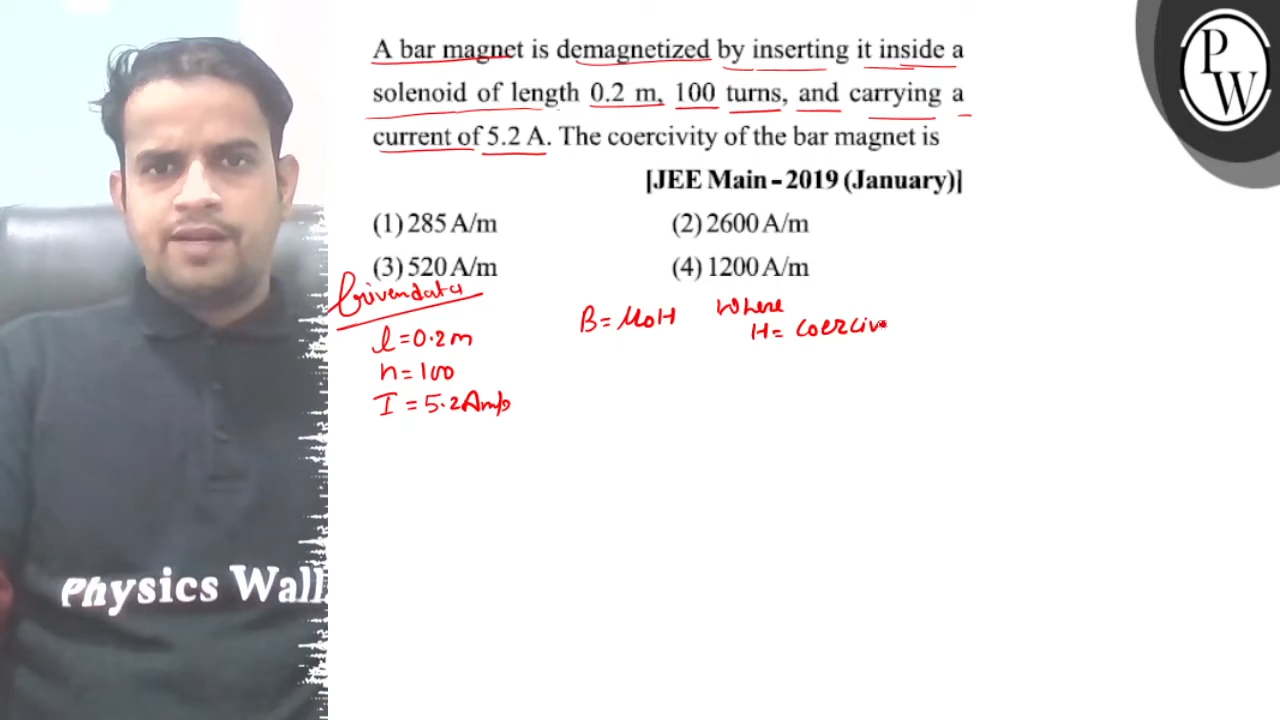 A bar magnet is demagnetized by inserting it inside a
solenoid of length 0.2 m, 100 turns, and carrying a
current of 5.2 A. The coercivity of the bar magnet is
[JEE Main - 2019 (January)]
(1) 285 A/m (2) 2600 A/m
(3) 520 A/m (4) 1200 A/m
Given data
l = 0.2 m
n = 100
I = 5.2 Amp
B = μ0H Where
H = coerciv
P
W
Physics Wall